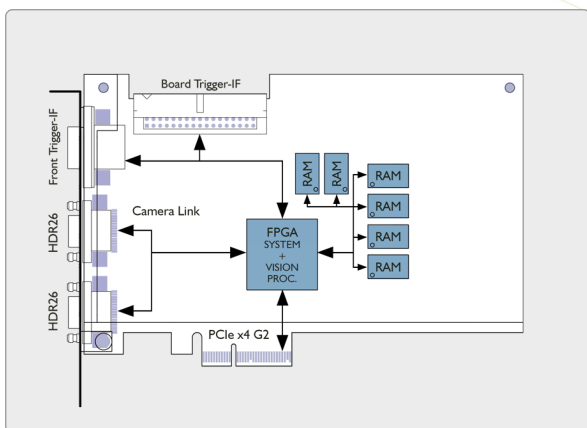 Board Trigger-IF
Front Trigger-IF
RAM
RAM
RAM
RAM
RAM
RAM
Camera Link
HDR26
FPGA
SYSTEM
+
VISION
PROC.
HDR26
PCIe x4 G2